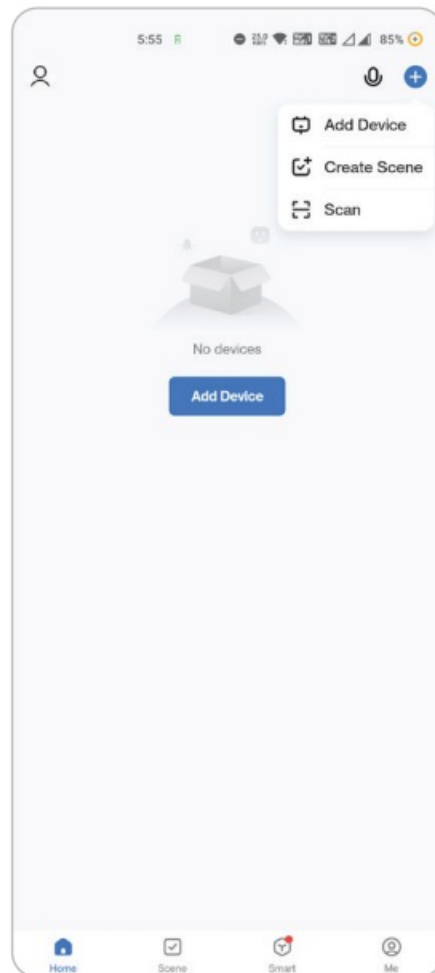 5:55
85%
Add Device
Create Scene
Scan
No devices
Add Device
Home Scene Smart Me